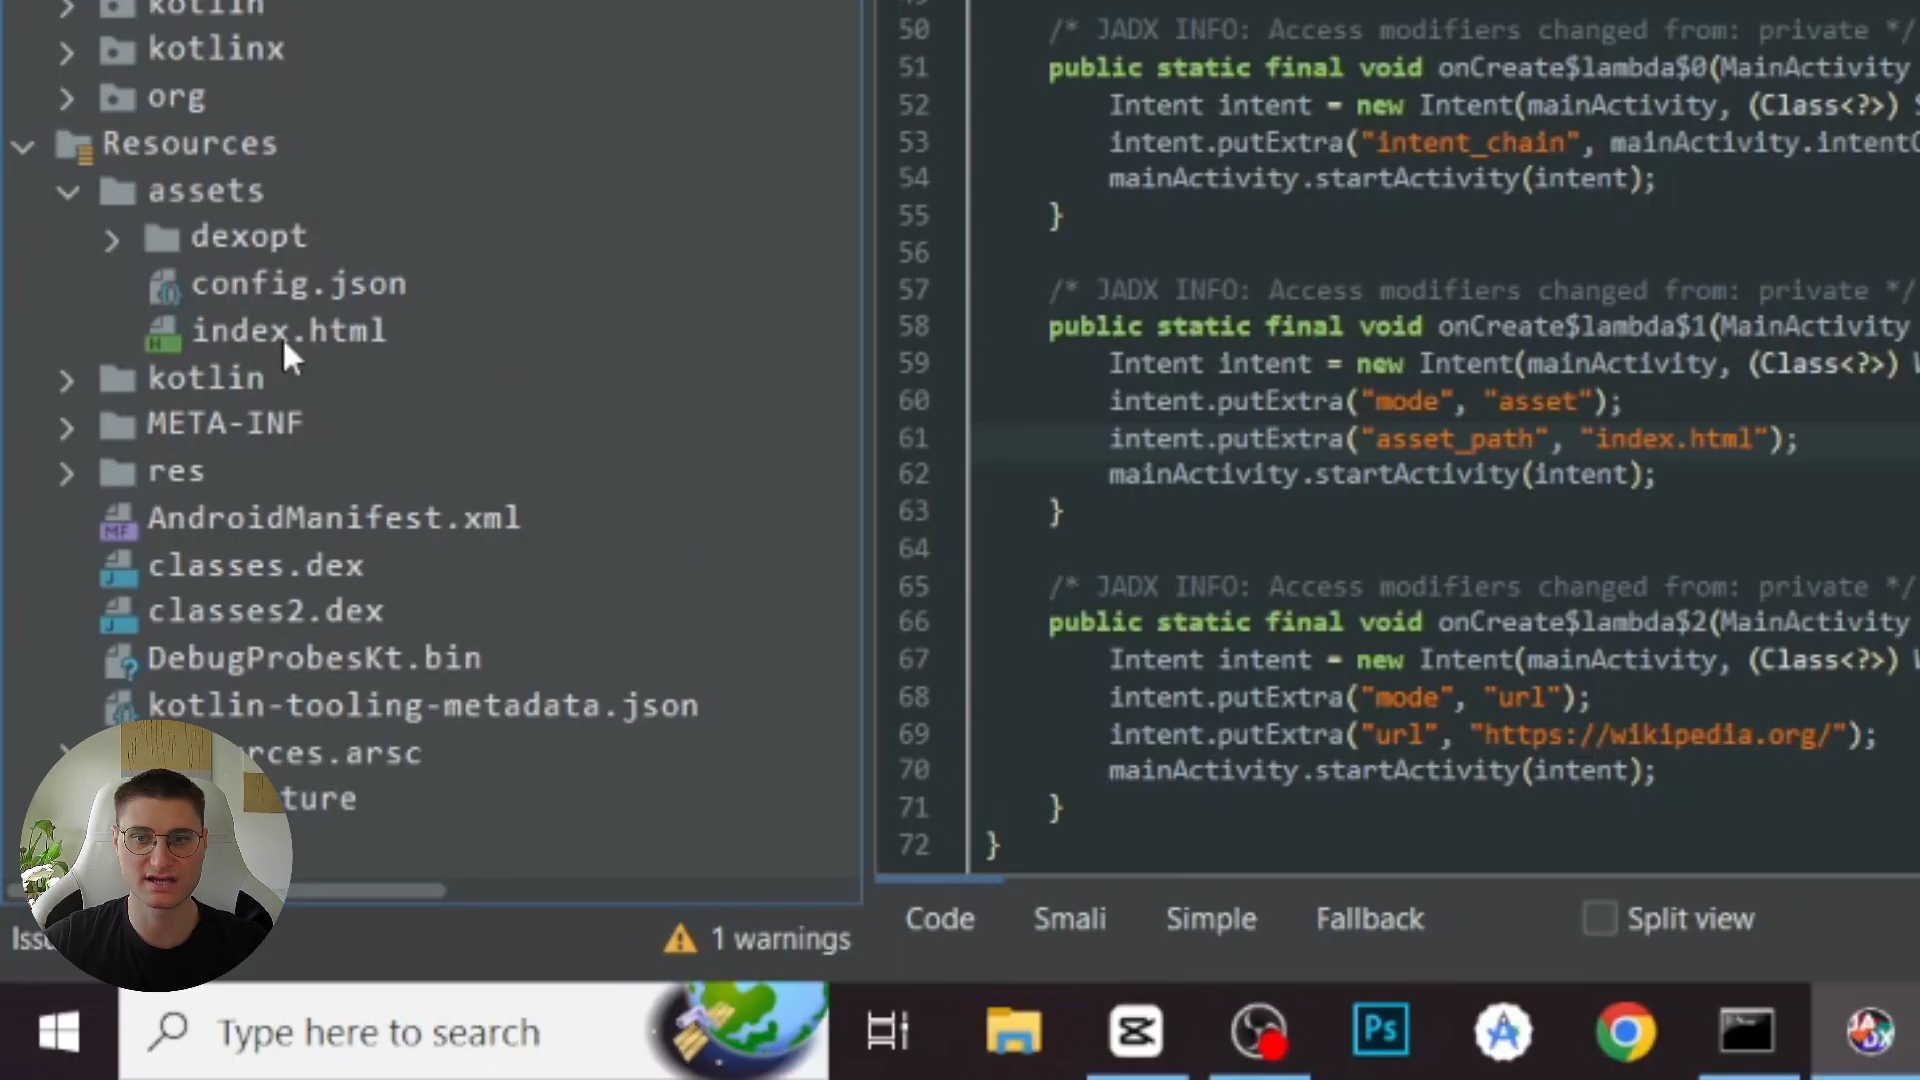 kotlin
kotlinx
org
Resources
assets
dexopt
config.json
index.html
kotlin
META-INF
res
AndroidManifest.xml
classes.dex
classes2.dex
DebugProbesKt.bin
kotlin-tooling-metadata.json
rces.arsc
ture
Iss
1 warnings
50 /* JADX INFO: Access modifiers changed from: private */
51 public static final void onCreate$lambda$0(MainActivity
52 Intent intent = new Intent(mainActivity, (Class<?>) S
53 intent.putExtra("intent_chain", mainActivity.intentC
54 mainActivity.startActivity(intent);
55 }
56
57 /* JADX INFO: Access modifiers changed from: private */
58 public static final void onCreate$lambda$1(MainActivity
59 Intent intent = new Intent(mainActivity, (Class<?>) W
60 intent.putExtra("mode", "asset");
61 intent.putExtra("asset_path", "index.html");
62 mainActivity.startActivity(intent);
63 }
64
65 /* JADX INFO: Access modifiers changed from: private */
66 public static final void onCreate$lambda$2(MainActivity
67 Intent intent = new Intent(mainActivity, (Class<?>) W
68 intent.putExtra("mode", "url");
69 intent.putExtra("url", "https://wikipedia.org/");
70 mainActivity.startActivity(intent);
71 }
72 }
Code Smali Simple Fallback Split view
Type here to search
Ps